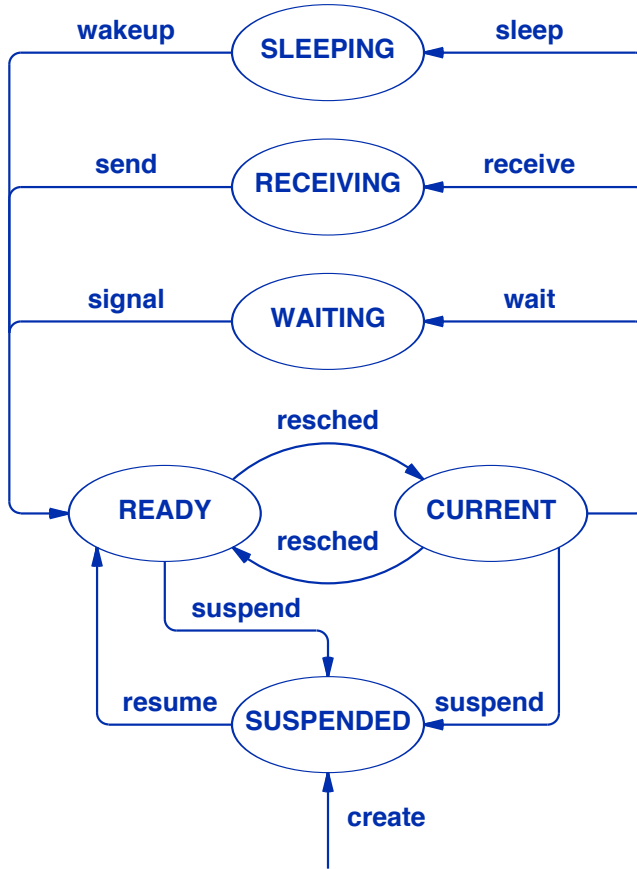 wakeup
SLEEPING
sleep
send
RECEIVING
receive
signal
WAITING
wait
resched
READY
CURRENT
resched
suspend
resume
SUSPENDED
suspend
create